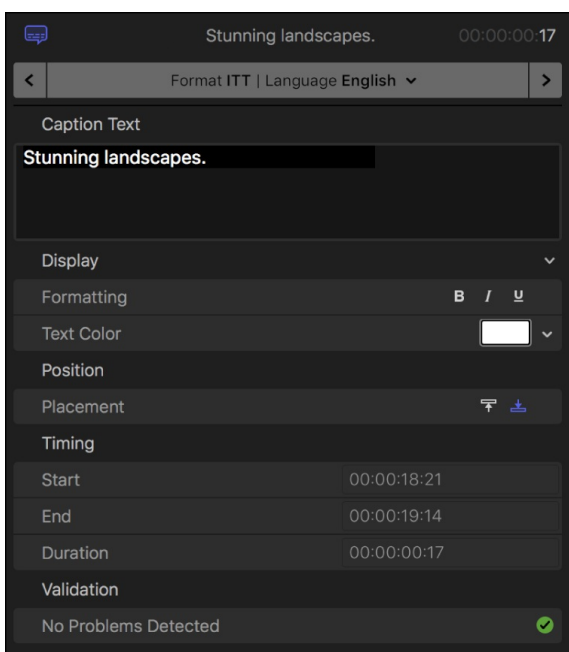 Stunning landscapes. 00:00:00:17
Format ITT | Language English
Caption Text
Stunning landscapes.
Display
Formatting B I U
Text Color
Position
Placement
Timing
Start 00:00:18:21
End 00:00:19:14
Duration 00:00:00:17
Validation
No Problems Detected